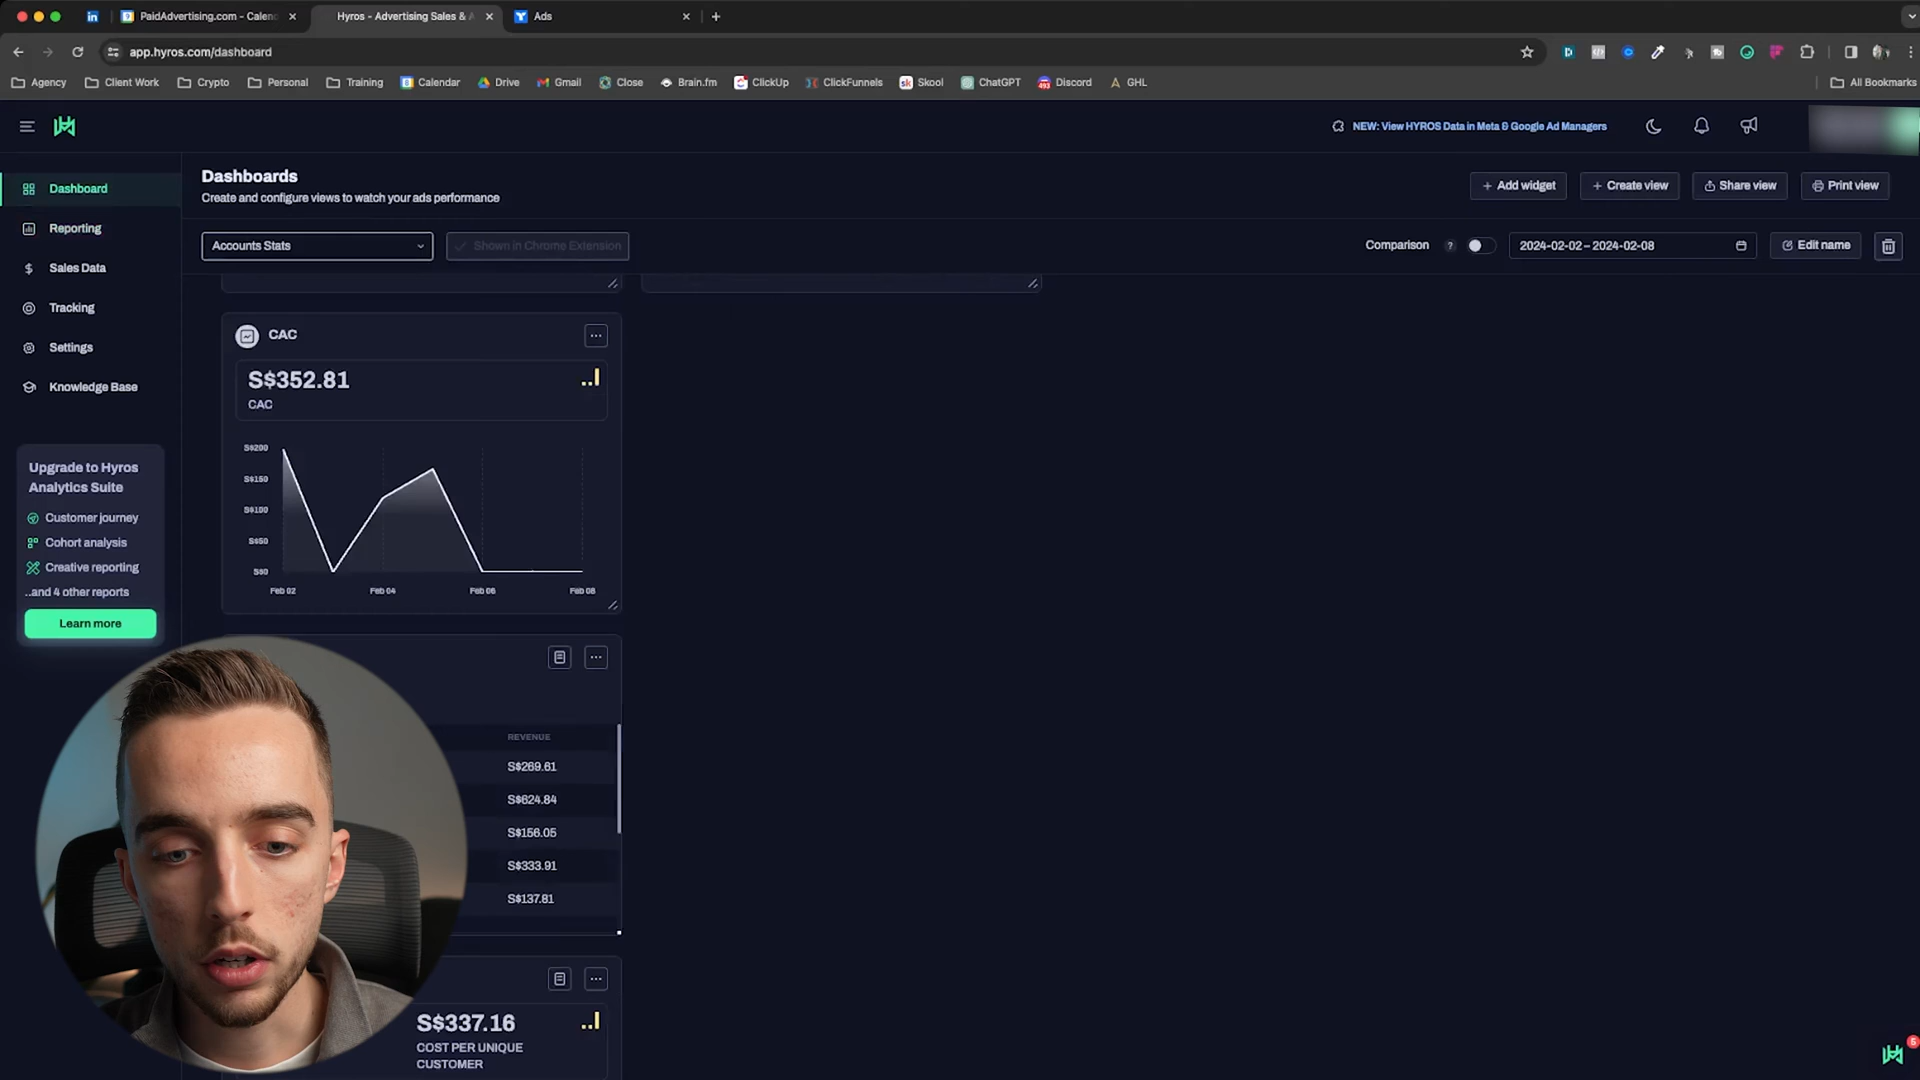 PaidAdvertising.com - Calend
Hyros - Advertising Sales & A
Ads
app.hyros.com/dashboard
Agency
Client Work
Crypto
Personal
Training
Calendar
Drive
Gmail
Close
Brain.fm
ClickUp
ClickFunnels
Skool
ChatGPT
Discord
GHL
All Bookmarks
NEW: View HYROS Data in Meta & Google Ad Managers
Dashboard
Reporting
Sales Data
Tracking
Settings
Knowledge Base
Upgrade to Hyros
Analytics Suite
Customer journey
Cohort analysis
Creative reporting
..and 4 other reports
Learn more
Dashboards
Create and configure views to watch your ads performance
+ Add widget
+ Create view
Share view
Print view
Accounts Stats
Shown in Chrome Extension
Comparison
?
2024-02-02 – 2024-02-08
Edit name
CAC
S$352.81
CAC
S$200
S$150
S$100
S$50
S$0
Feb 02
Feb 04
Feb 06
Feb 08
REVENUE
S$269.61
S$624.84
S$156.05
S$333.91
S$137.81
S$337.16
COST PER UNIQUE
CUSTOMER
5